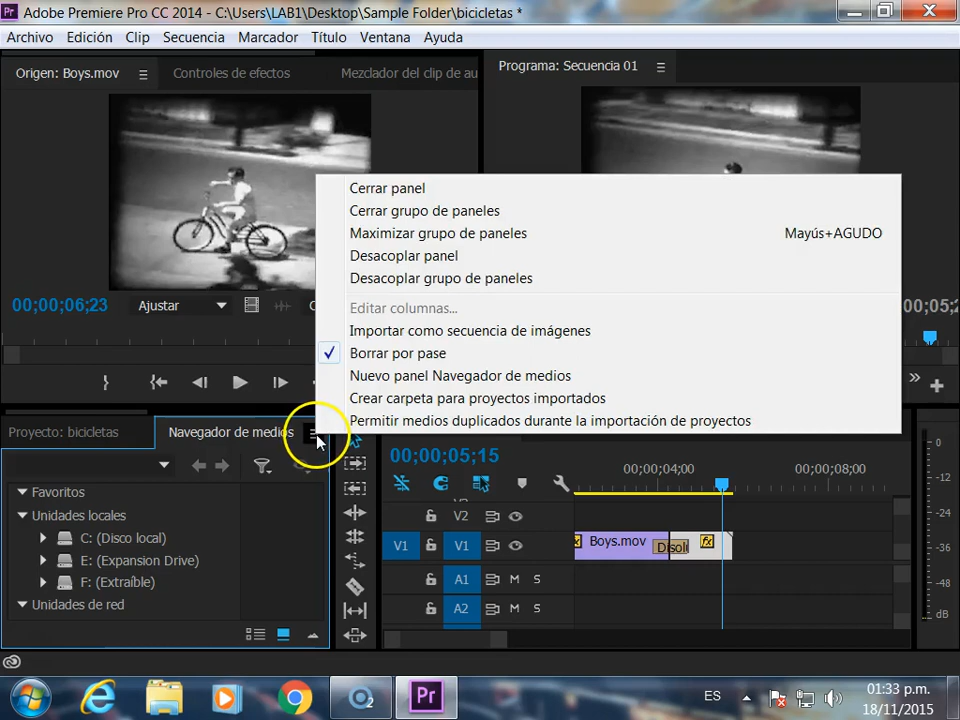 Pr Adobe Premiere Pro CC 2014 - C:\Users\LAB1\Desktop\Sample Folder\bicicletas *
Archivo Edición Clip Secuencia Marcador Título Ventana Ayuda
Origen: Boys.mov Controles de efectos Mezclador del clip de au
Programa: Secuencia 01
Cerrar panel
Cerrar grupo de paneles
Maximizar grupo de paneles Mayús+AGUDO
Desacoplar panel
Desacoplar grupo de paneles
Editar columnas...
Importar como secuencia de imágenes
Borrar por pase
Nuevo panel Navegador de medios
Crear carpeta para proyectos importados
Permitir medios duplicados durante la importación de proyectos
00;00;06;23 Ajustar
00;05;2
Proyecto: bicicletas Navegador de medios
Favoritos
Unidades locales
C: (Disco local)
E: (Expansion Drive)
F: (Extraíble)
Unidades de red
00;00;05;15
00;00;04;00 00;00;08;00
V2
V1 V1 Boys.mov fx
A1 M S
A2 M S
0
-12
-24
-36
-48
dB
Pr
ES
01:33 p.m.
18/11/2015